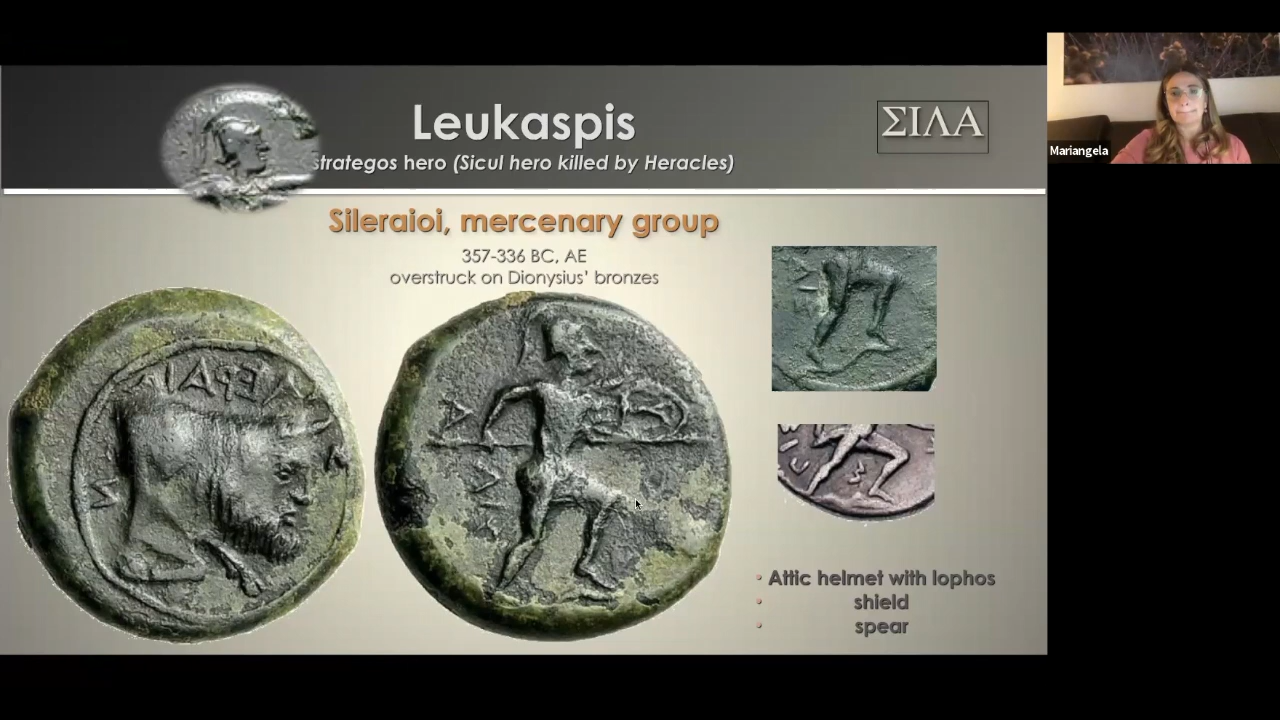 Leukaspis
strategos hero (Sicul hero killed by Heracles)
ΣΙΛΑ
Mariangela
Sileraioi, mercenary group
357-336 BC, AE
overstruck on Dionysius' bronzes
• Attic helmet with lophos
• shield
• spear